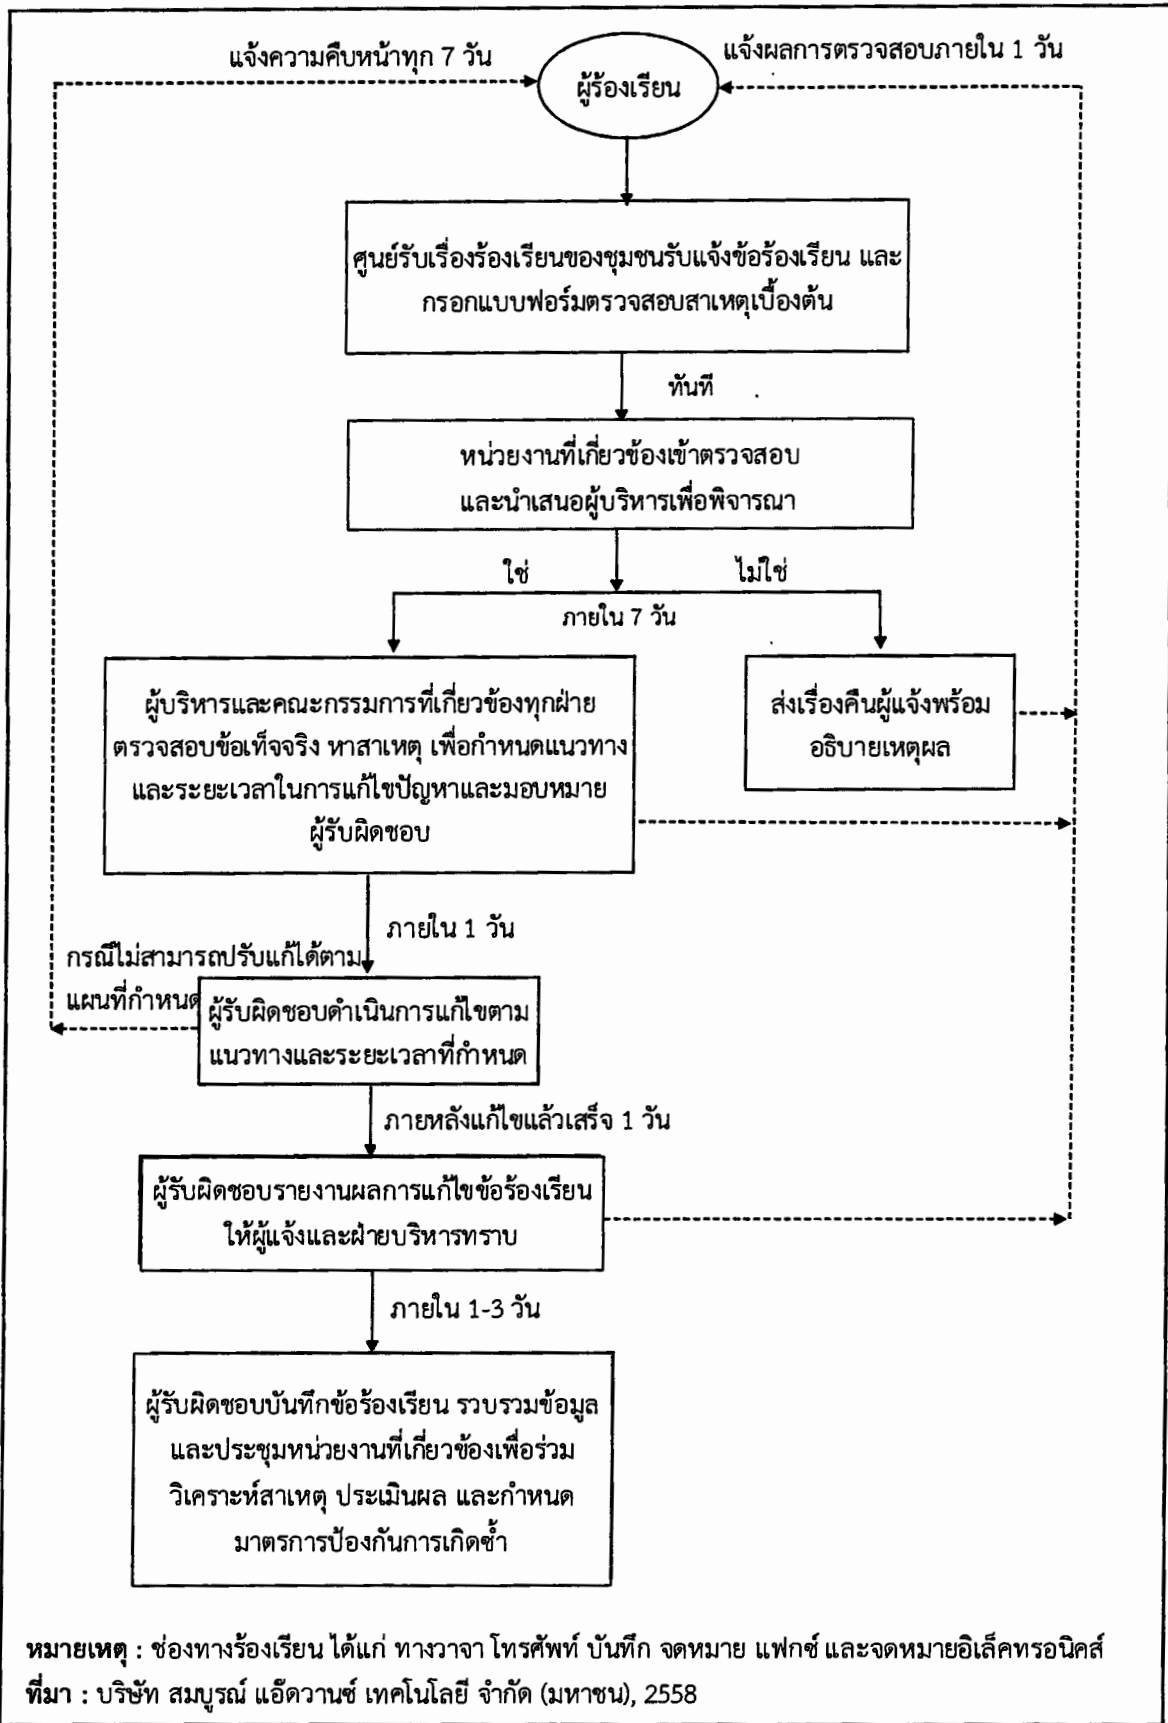 แจ้งความคืบหน้าทุก 7 วัน
แจ้งผลการตรวจสอบภายใน 1 วัน
ผู้ร้องเรียน
ศูนย์รับเรื่องร้องเรียนของชุมชนรับแจ้งข้อร้องเรียน และ
กรอกแบบฟอร์มตรวจสอบสาเหตุเบื้องต้น
ทันที
หน่วยงานที่เกี่ยวข้องเข้าตรวจสอบ
และนำเสนอผู้บริหารเพื่อพิจารณา
ใช่
ไม่ใช่
ภายใน 7 วัน
ผู้บริหารและคณะกรรมการที่เกี่ยวข้องทุกฝ่าย
ตรวจสอบข้อเท็จจริง หาสาเหตุ เพื่อกำหนดแนวทาง
และระยะเวลาในการแก้ไขปัญหาและมอบหมาย
ผู้รับผิดชอบ
ส่งเรื่องคืนผู้แจ้งพร้อม
อธิบายเหตุผล
ภายใน 1 วัน
กรณีไม่สามารถปรับแก้ได้ตาม
แผนที่กำหนด
ผู้รับผิดชอบดำเนินการแก้ไขตาม
แนวทางและระยะเวลาที่กำหนด
ภายหลังแก้ไขแล้วเสร็จ 1 วัน
ผู้รับผิดชอบรายงานผลการแก้ไขข้อร้องเรียน
ให้ผู้แจ้งและฝ่ายบริหารทราบ
ภายใน 1-3 วัน
ผู้รับผิดชอบบันทึกข้อร้องเรียน รวบรวมข้อมูล
และประชุมหน่วยงานที่เกี่ยวข้องเพื่อร่วม
วิเคราะห์สาเหตุ ประเมินผล และกำหนด
มาตรการป้องกันการเกิดซ้ำ
หมายเหตุ : ช่องทางร้องเรียน ได้แก่ ทางวาจา โทรศัพท์ บันทึก จดหมาย แฟกซ์ และจดหมายอิเล็คทรอนิคส์
ที่มา : บริษัท สมบูรณ์ แอ๊ดวานซ์ เทคโนโลยี จำกัด (มหาชน), 2558